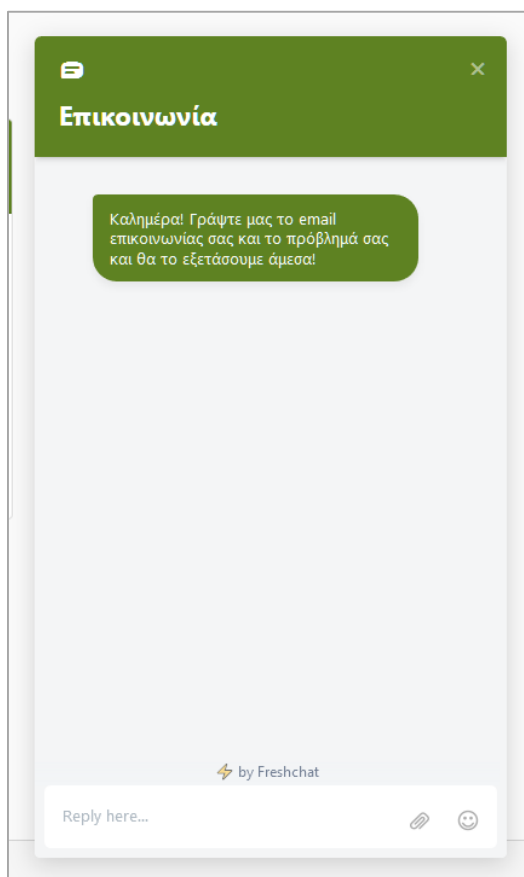 Επικοινωνία
Καλημέρα! Γράψτε μας το email
επικοινωνίας σας και το πρόβλημά σας
και θα το εξετάσουμε άμεσα!
by Freshchat
Reply here...